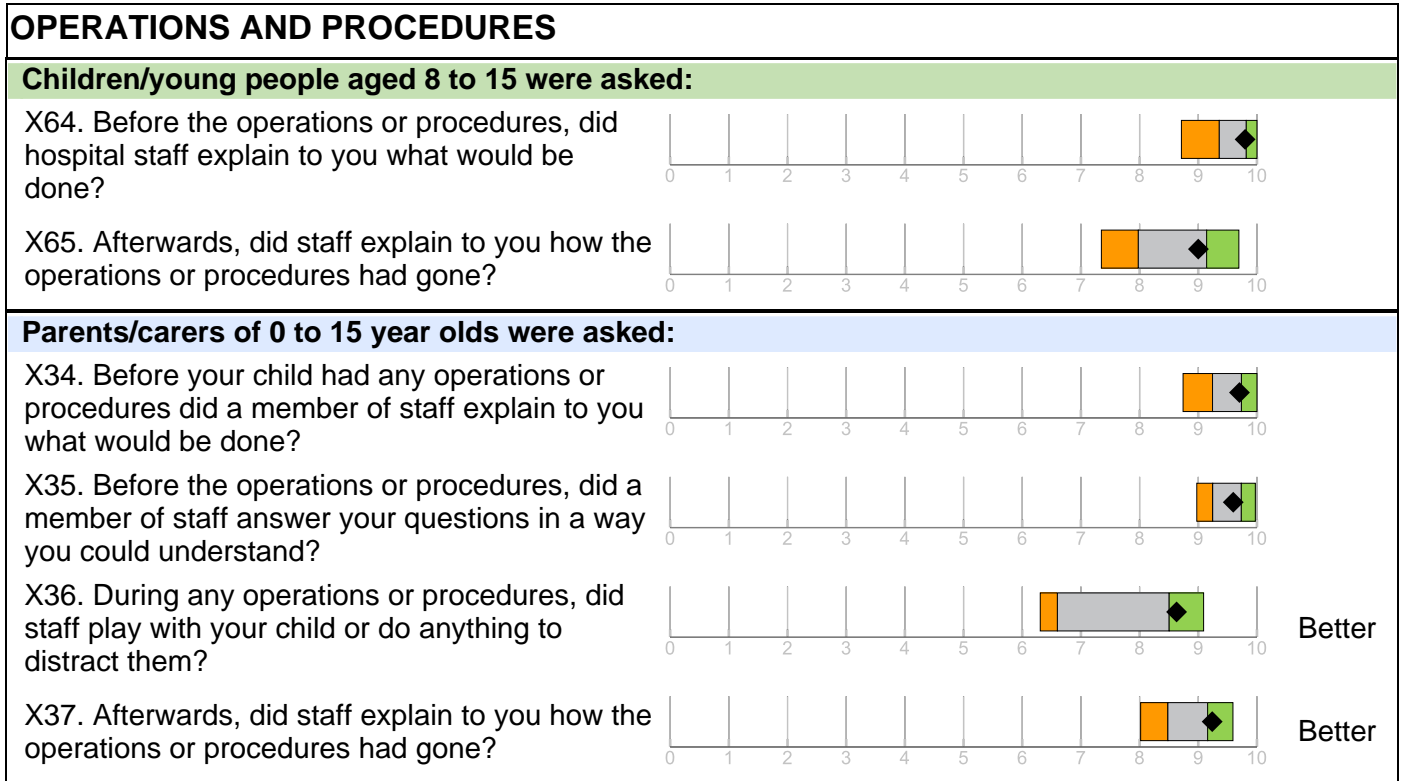 OPERATIONS AND PROCEDURES
Children/young people aged 8 to 15 were asked:
X64. Before the operations or procedures, did
hospital staff explain to you what would be
done?
0 1 2 3 4 5 6 7 8 9 10
X65. Afterwards, did staff explain to you how the
operations or procedures had gone?
0 1 2 3 4 5 6 7 8 9 10
Parents/carers of 0 to 15 year olds were asked:
X34. Before your child had any operations or
procedures did a member of staff explain to you
what would be done?
0 1 2 3 4 5 6 7 8 9 10
X35. Before the operations or procedures, did a
member of staff answer your questions in a way
you could understand?
0 1 2 3 4 5 6 7 8 9 10
X36. During any operations or procedures, did
staff play with your child or do anything to
distract them?
0 1 2 3 4 5 6 7 8 9 10
Better
X37. Afterwards, did staff explain to you how the
operations or procedures had gone?
0 1 2 3 4 5 6 7 8 9 10
Better